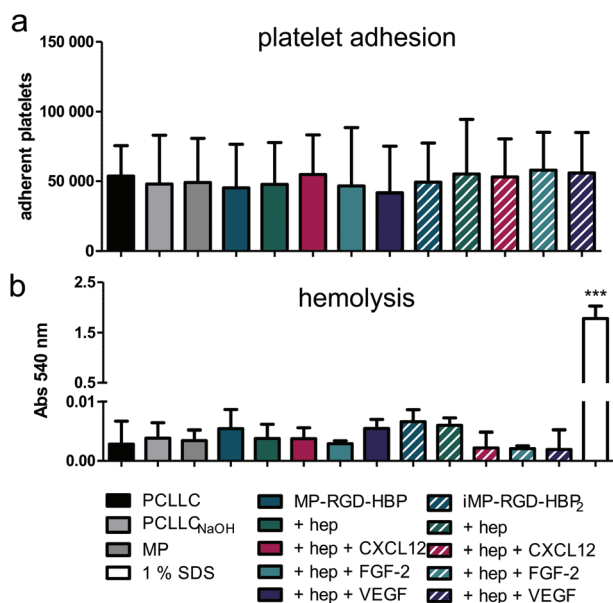 a
platelet adhesion
adherent platelets
150 000
100 000
50 000
0
b
hemolysis
Abs 540 nm
2.5
1.5
0.5
0.01
0.00
***
PCLLC
PCLLCNaOH
MP
1 % SDS
MP-RGD-HBP
+ hep
+ hep + CXCL12
+ hep + FGF-2
+ hep + VEGF
iMP-RGD-HBP2
+ hep
+ hep + CXCL12
+ hep + FGF-2
+ hep + VEGF